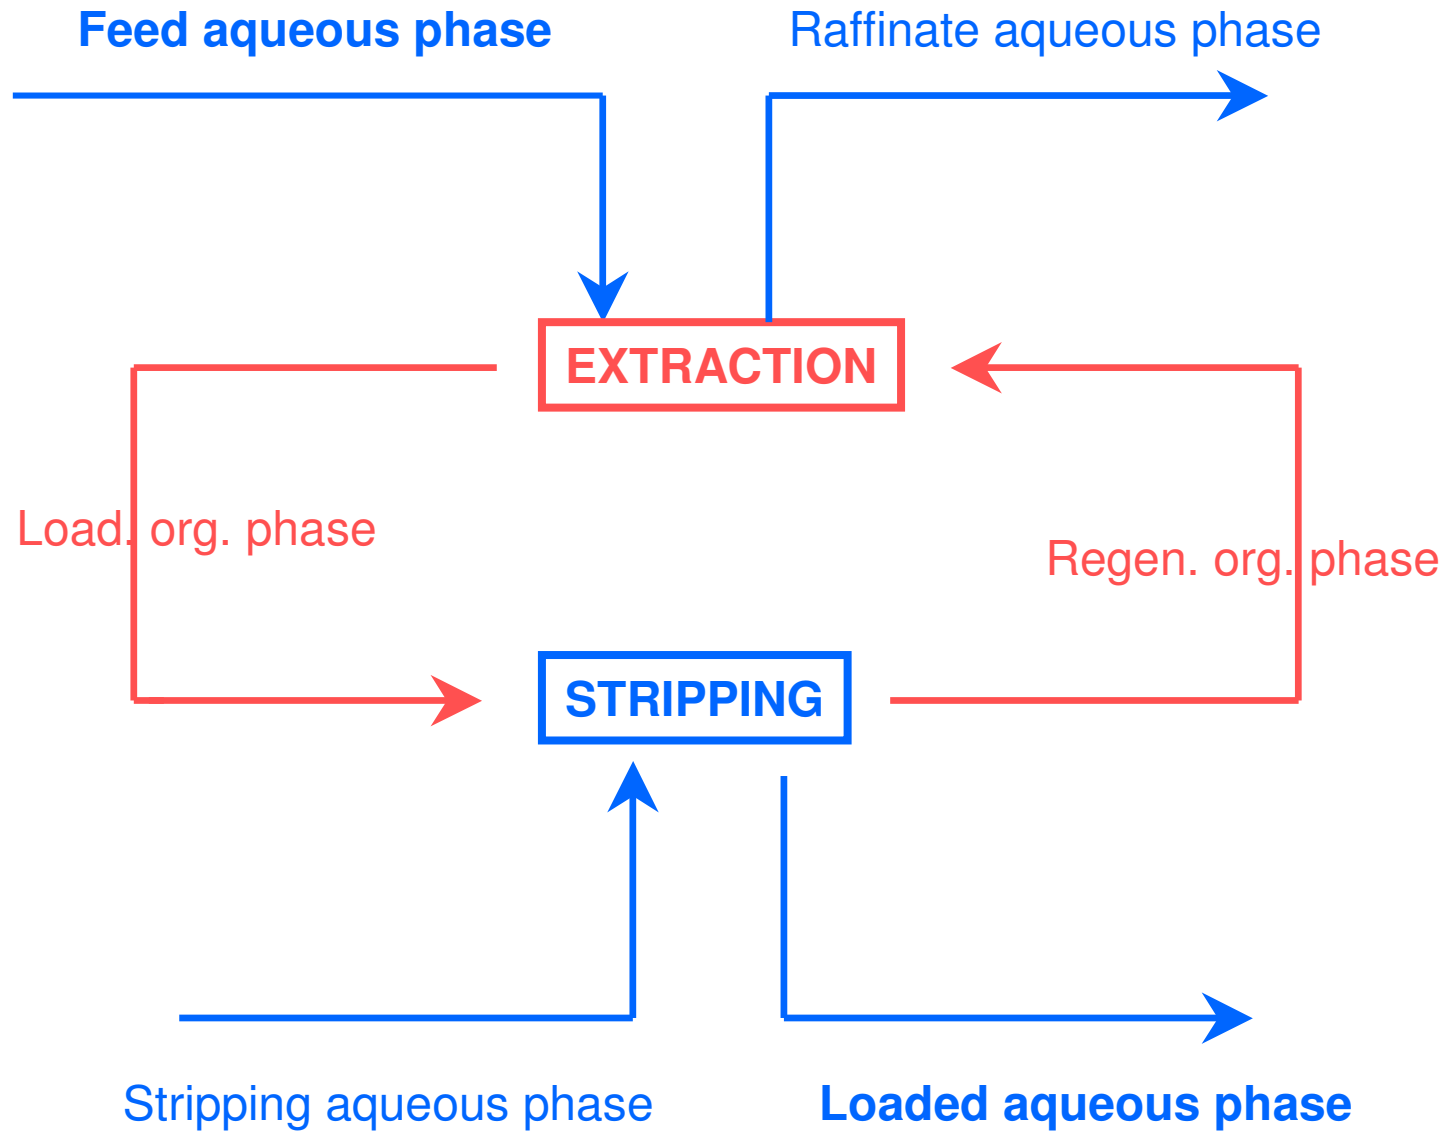 Feed aqueous phase
Raffinate aqueous phase
EXTRACTION
Load. org. phase
Regen. org. phase
STRIPPING
Stripping aqueous phase
Loaded aqueous phase